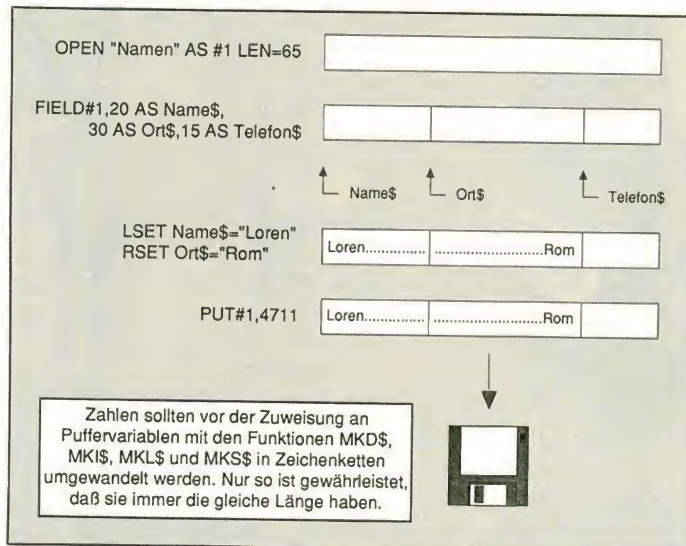 OPEN "Namen" AS #1 LEN=65
FIELD#1,20 AS Name$,
30 AS Ort$,15 AS Telefon$
Name$ Ort$ Telefon$
LSET Name$="Loren"
RSET Ort$="Rom"
Loren............... ...........................Rom
PUT#1,4711 Loren............... ...........................Rom
Zahlen sollten vor der Zuweisung an
Puffervariablen mit den Funktionen MKD$,
MKI$, MKL$ und MKS$ in Zeichenketten
umgewandelt werden. Nur so ist gewährleistet,
daß sie immer die gleiche Länge haben.